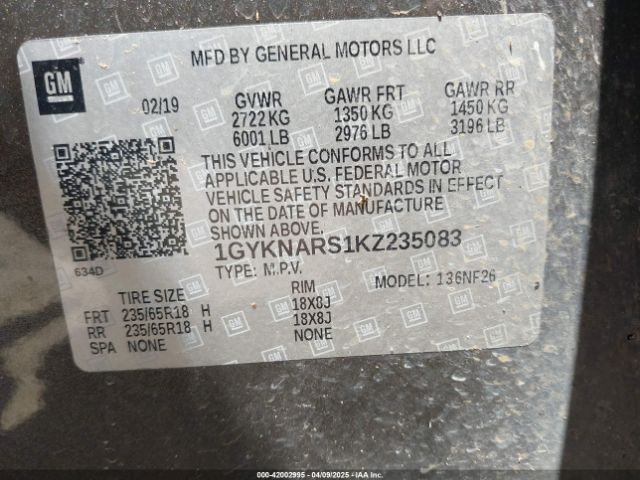 GM
MFD BY GENERAL MOTORS LLC
02/19 GVWR GAWR FRT GAWR RR
2722 KG 1350 KG 1450 KG
6001 LB 2976 LB 3196 LB
THIS VEHICLE CONFORMS TO ALL
APPLICABLE U.S. FEDERAL MOTOR
VEHICLE SAFETY STANDARDS IN EFFECT
ON THE DATE OF MANUFACTURE
SHOWN ABOVE.
1GYKNARS1KZ235083
634D TYPE: M.P.V. MODEL: 136NF26
TIRE SIZE RIM
FRT 235/65R18 H 18X8J
RR 235/65R18 H 18X8J
SPA NONE NONE
000-42002995 04/09/2025 - IAAI.COM